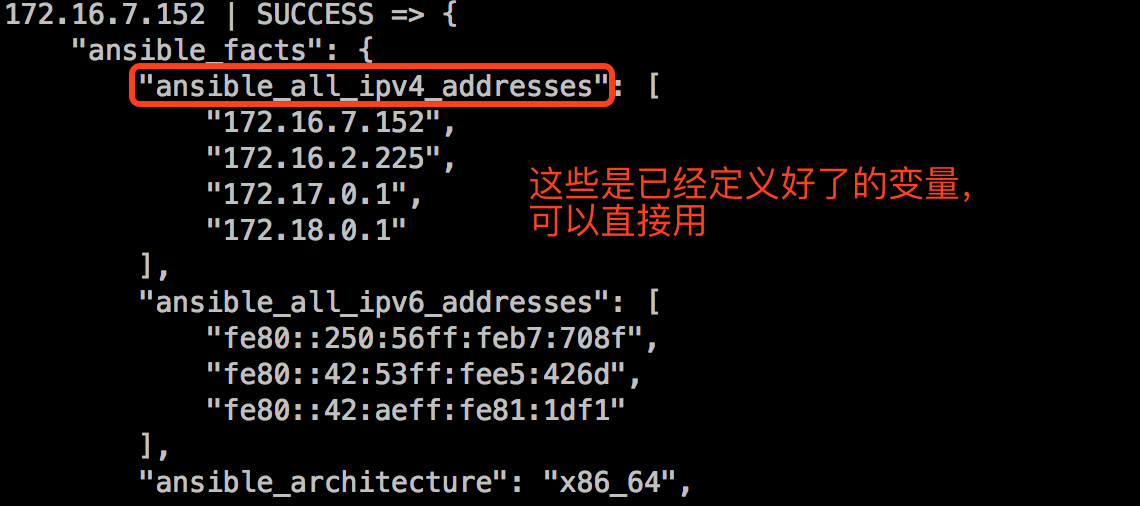 172.16.7.152 | SUCCESS => {
"ansible_facts": {
"ansible_all_ipv4_addresses": [
"172.16.7.152",
"172.16.2.225",
"172.17.0.1",
"172.18.0.1"
这些是已经定义好了的变量，
可以直接用
],
"ansible_all_ipv6_addresses": [
"fe80::250:56ff:feb7:708f",
"fe80::42:53ff:fee5:426d",
"fe80::42:aeff:fe81:1df1"
],
"ansible_architecture": "x86_64",